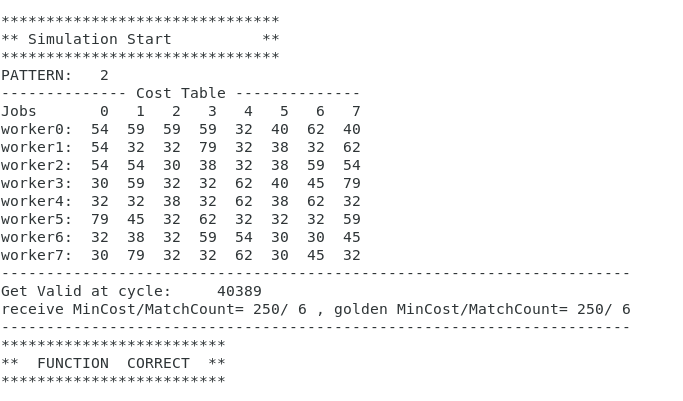 *******************************
** Simulation Start          **
*******************************
PATTERN:   2
-------------- Cost Table --------------
Jobs       0   1   2   3   4   5   6   7
worker0:  54  59  59  59  32  40  62  40
worker1:  54  32  32  79  32  38  32  62
worker2:  54  54  30  38  32  38  59  54
worker3:  30  59  32  32  62  40  45  79
worker4:  32  32  38  32  62  38  62  32
worker5:  79  45  32  62  32  32  32  59
worker6:  32  38  32  59  54  30  30  45
worker7:  30  79  32  32  62  30  45  32
----------------------------------------------------------------------
Get Valid at cycle:     40389
receive MinCost/MatchCount= 250/ 6 , golden MinCost/MatchCount= 250/ 6
----------------------------------------------------------------------
*************************
**  FUNCTION  CORRECT  **
*************************